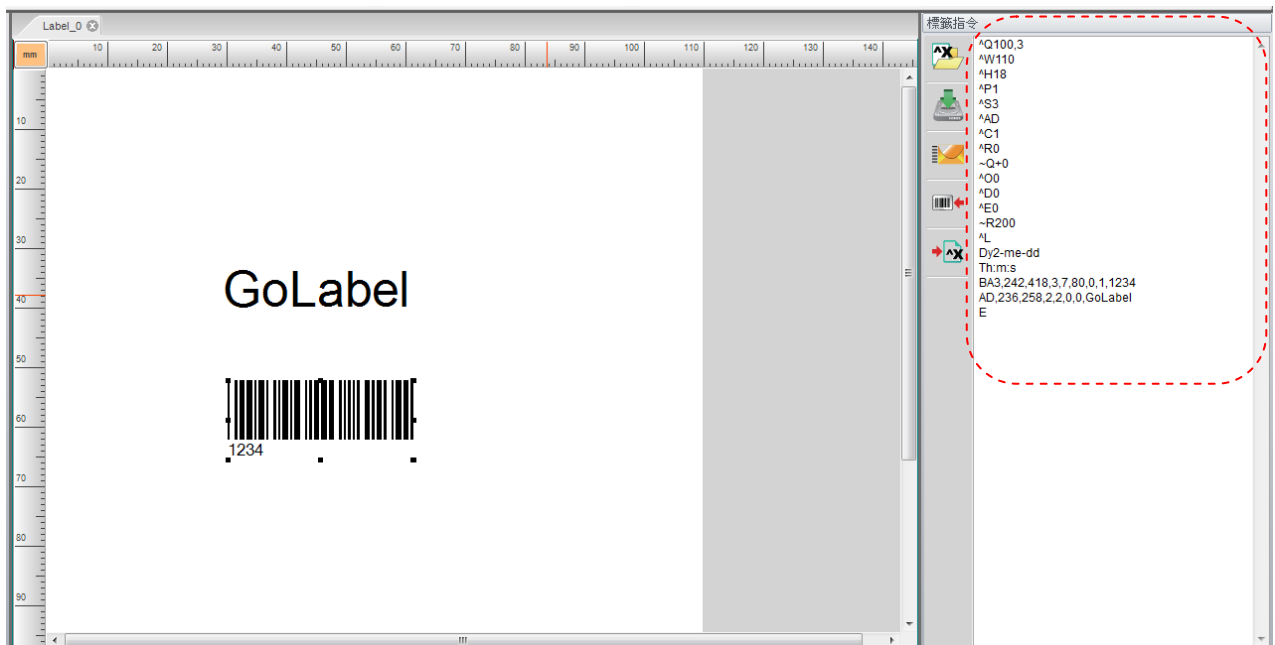 Label_0
標籤指令
mm
10 20 30 40 50 60 70 80 90 100 110 120 130 140
10
20
30
40
50
60
70
80
90
GoLabel
1234
^Q100,3
^W110
^H18
^P1
^S3
^AD
^C1
^R0
~Q+0
^O0
^D0
^E0
~R200
^L
Dy2-me-dd
Th:m:s
BA3,242,418,3,7,80,0,1,1234
AD,236,258,2,2,0,0,GoLabel
E